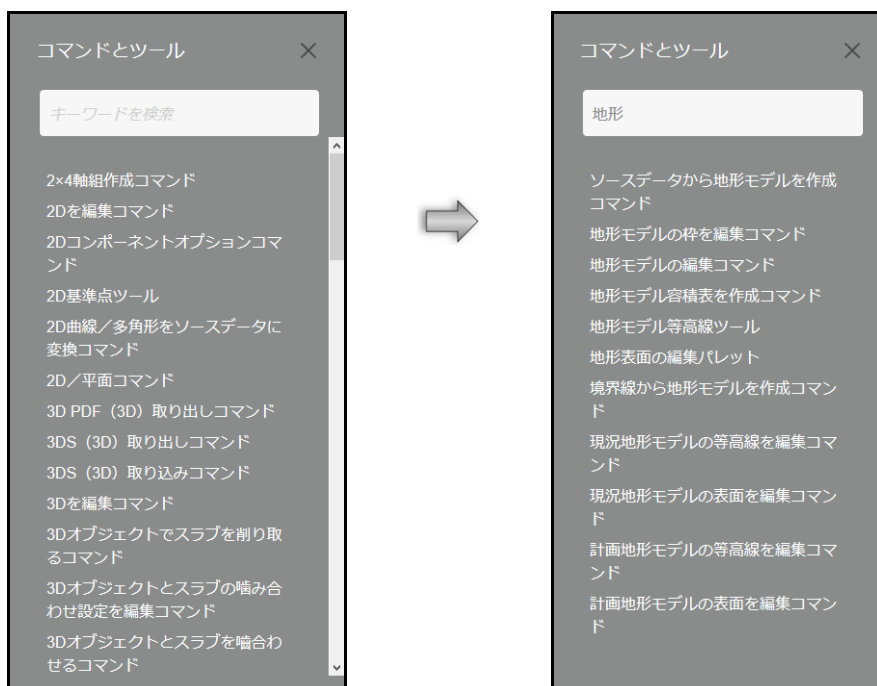 コマンドとツール
キーワードを検索
2×4軸組作成コマンド
2Dを編集コマンド
2Dコンポーネントオプションコマ
ンド
2D基準点ツール
2D曲線／多角形をソースデータに
変換コマンド
2D／平面コマンド
3D PDF（3D）取り出しコマンド
3DS（3D）取り出しコマンド
3DS（3D）取り込みコマンド
3Dを編集コマンド
3Dオブジェクトでスラブを削り取
るコマンド
3Dオブジェクトとスラブの噛み合
わせ設定を編集コマンド
3Dオブジェクトとスラブを噛合わ
せるコマンド
コマンドとツール
地形
ソースデータから地形モデルを作成
コマンド
地形モデルの枠を編集コマンド
地形モデルの編集コマンド
地形モデル容積表を作成コマンド
地形モデル等高線ツール
地形表面の編集パレット
境界線から地形モデルを作成コマン
ド
現況地形モデルの等高線を編集コマ
ンド
現況地形モデルの表面を編集コマン
ド
計画地形モデルの等高線を編集コマ
ンド
計画地形モデルの表面を編集コマン
ド